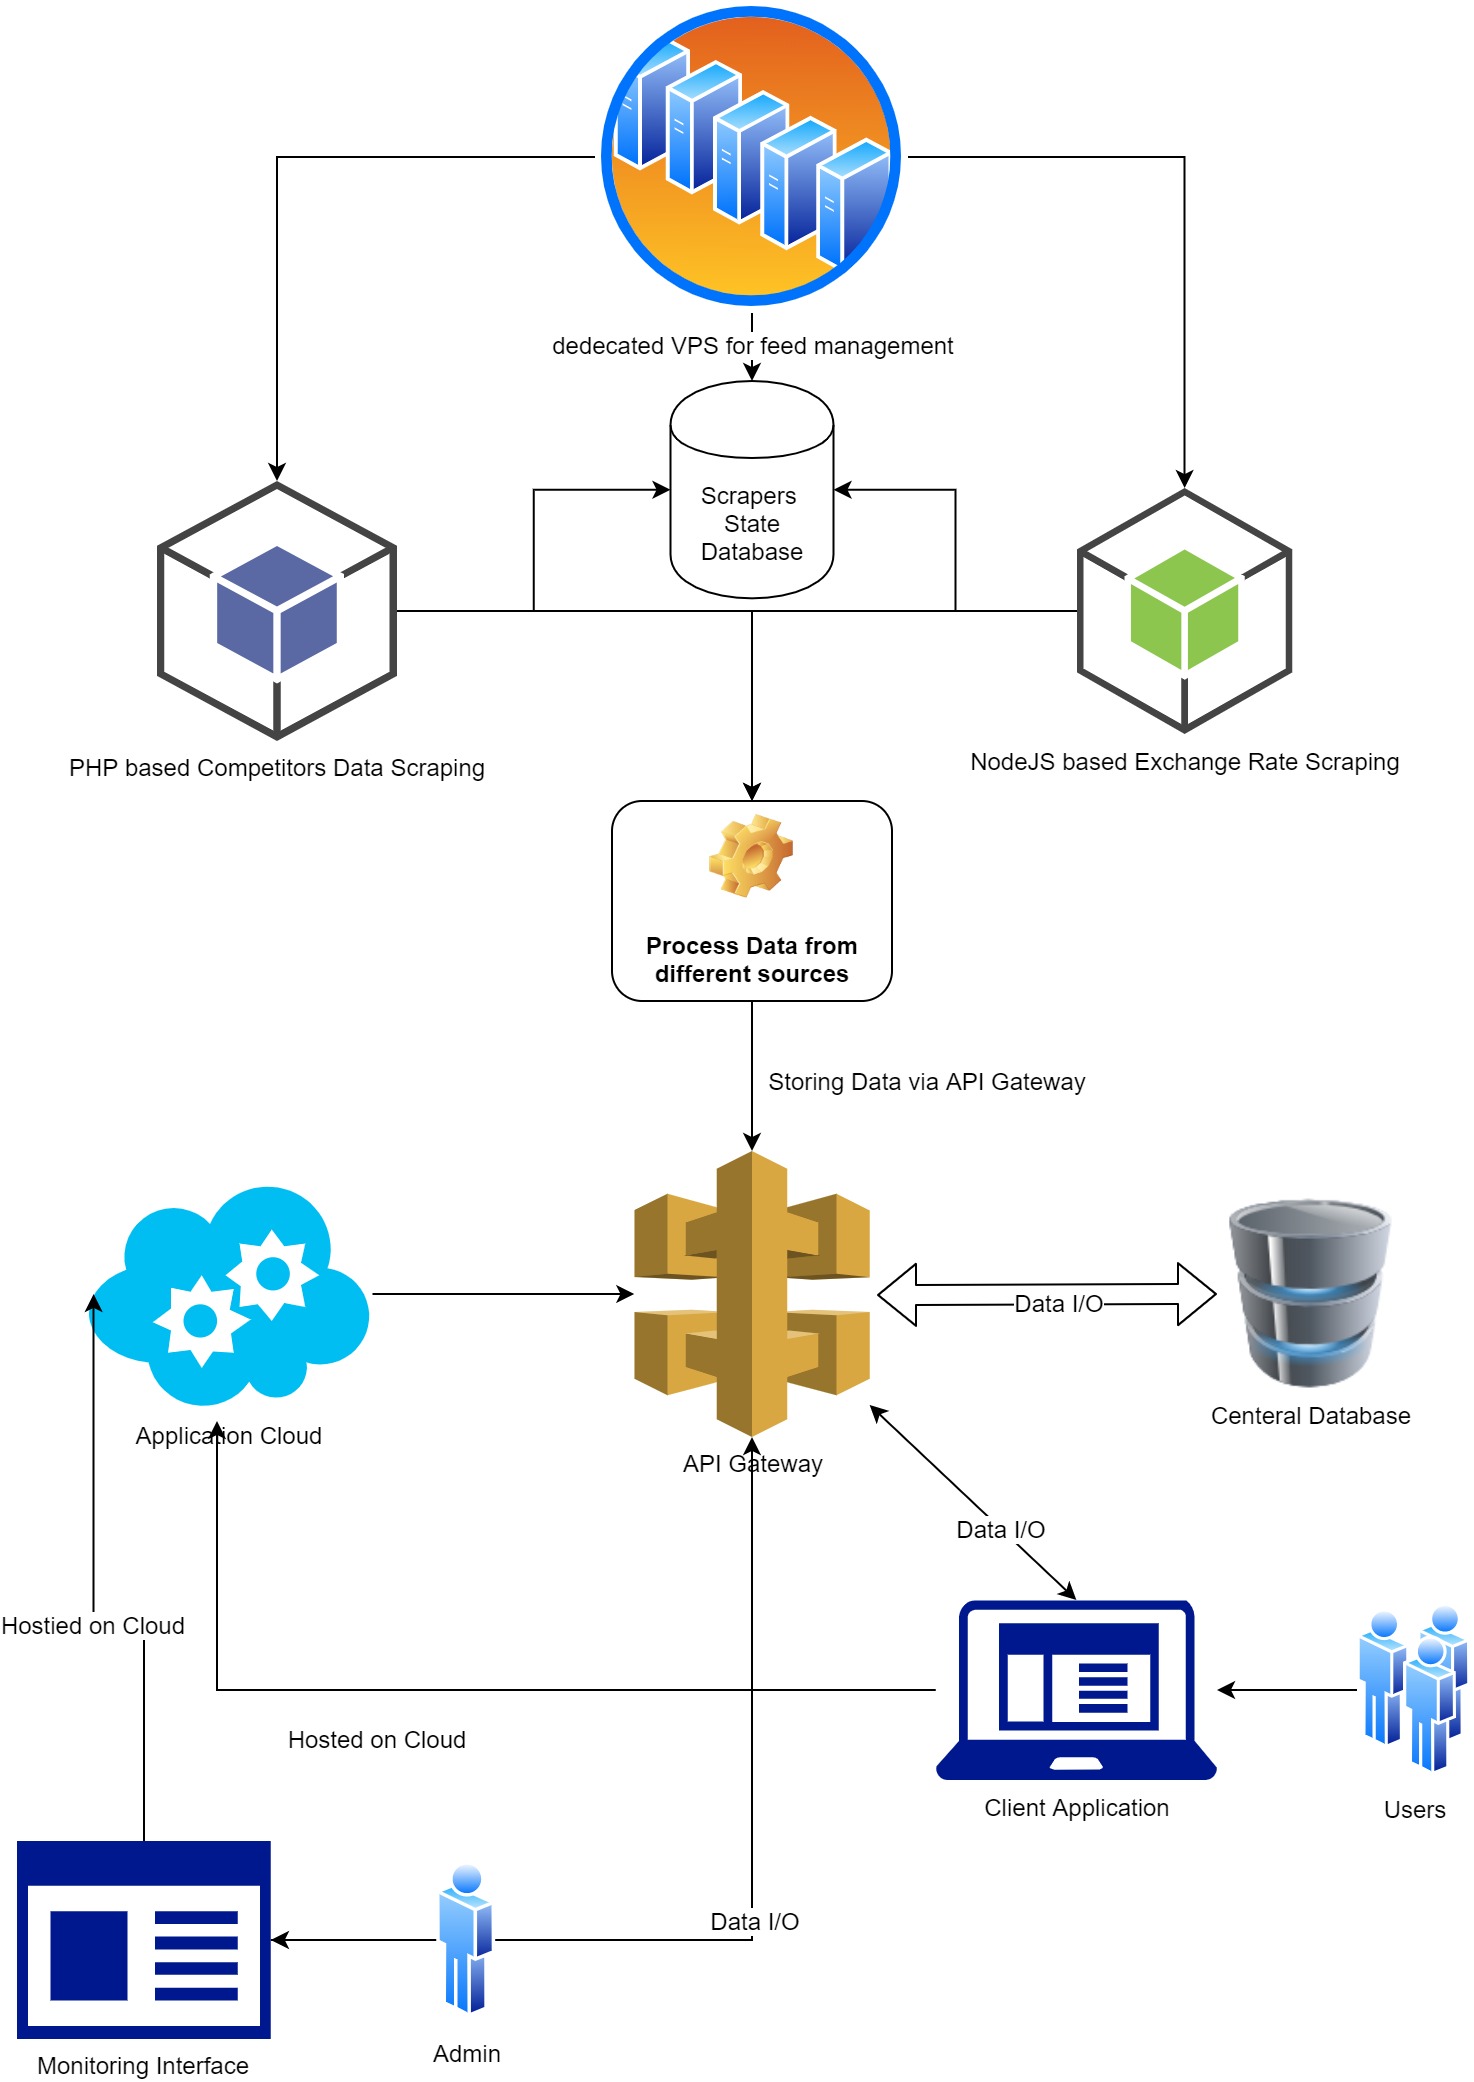 dedecated VPS for feed management
Scrapers
State
Database
PHP based Competitors Data Scraping
NodeJS based Exchange Rate Scraping
Process Data from
different sources
Storing Data via API Gateway
Data I/O
Application Cloud
Centeral Database
API Gateway
Data I/O
Hostied on Cloud
Hosted on Cloud
Client Application
Users
Data I/O
Monitoring Interface
Admin